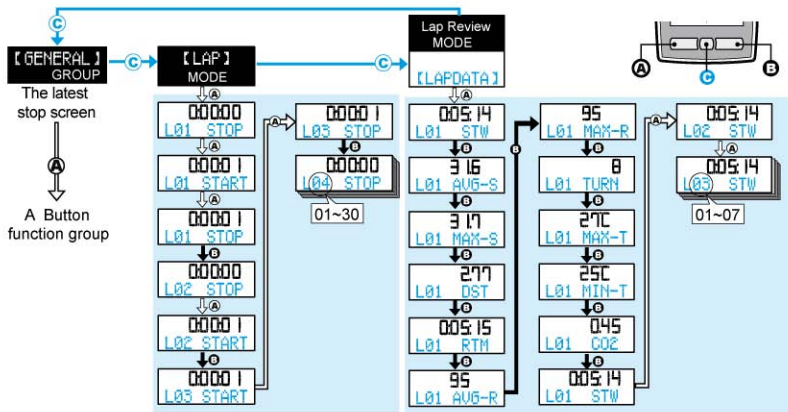 C
Lap Review
MODE
【LAPDATA】
【GENERAL】
GROUP
C
【LAP】
MODE
C
A
B
C
The latest
stop screen
A
A Button
function group
A
0:00:00
L01 STOP
A
0:00:01
L01 START
A
0:00:01
L01 STOP
B
0:00:00
L02 STOP
A
0:00:01
L02 START
B
0:00:01
L03 START
A
0:00:01
L03 STOP
B
0:00:00
L04 STOP
01~30
A
0:05:14
L01 STW
B
31.6
L01 AVG-S
B
31.7
L01 MAX-S
B
2.77
L01 DST
B
0:05:15
L01 RTM
B
95
L01 AVG-R
B
95
L01 MAX-R
B
8
L01 TURN
B
27C
L01 MAX-T
B
25C
L01 MIN-T
B
0.45
L01 CO2
B
0:05:14
L01 STW
A
0:05:14
L02 STW
A
0:05:14
L03 STW
01~07